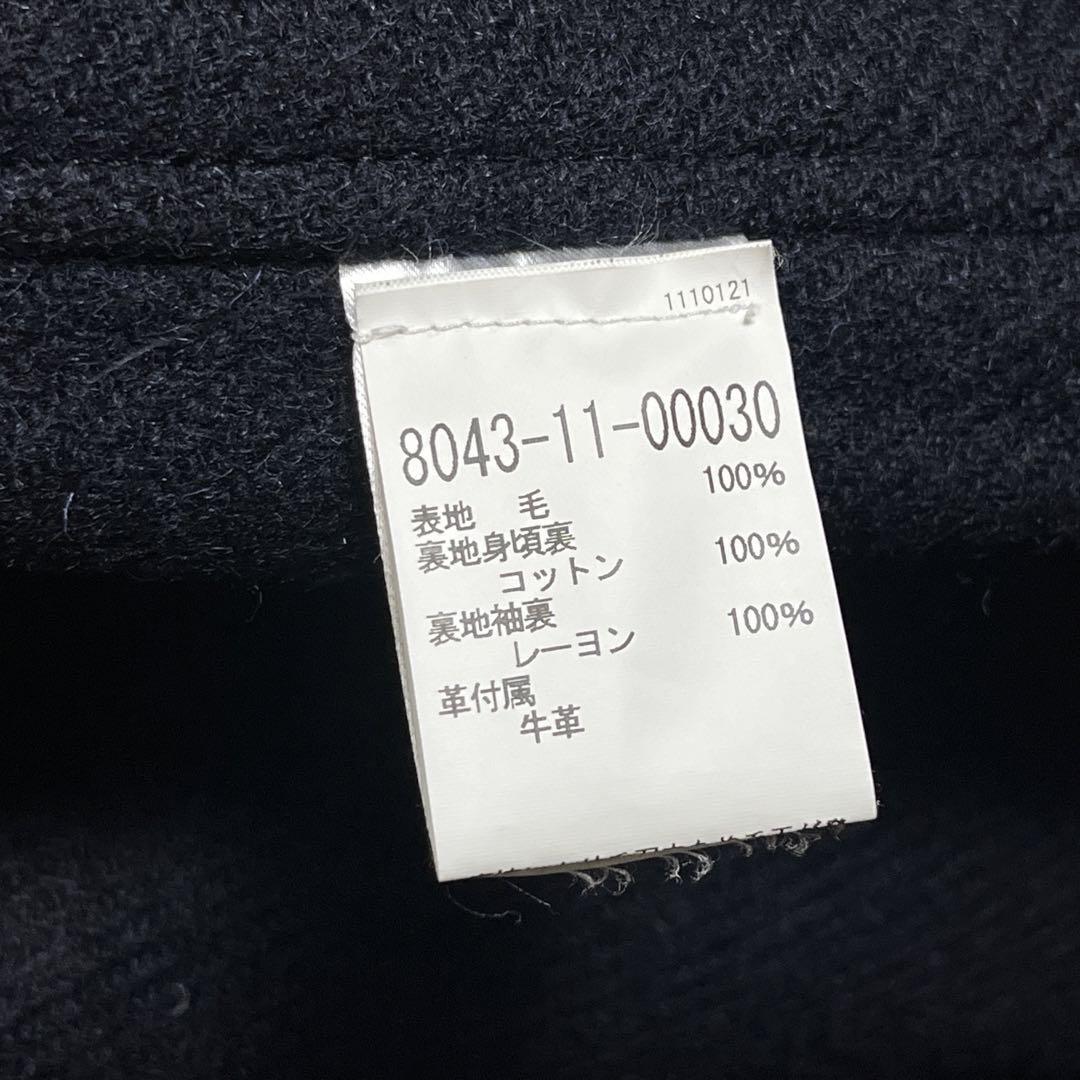 1110121
8043-11-00030
表地 毛 100%
裏地身頃裏
コットン 100%
裏地袖裏
レーヨン 100%
革付属
牛革